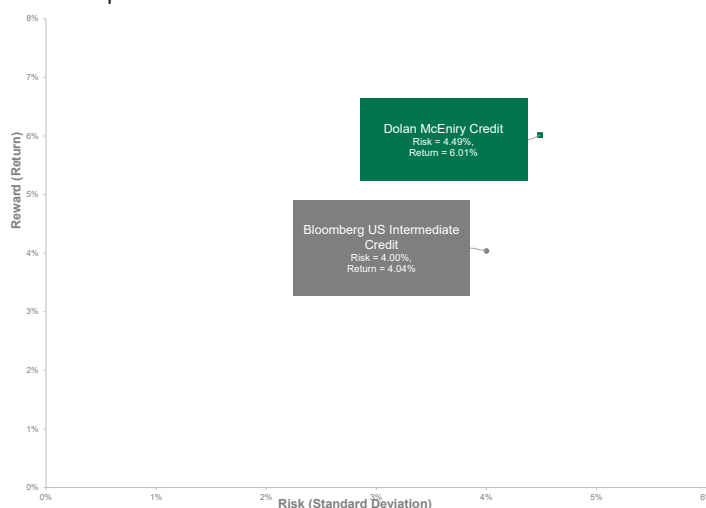 8%
7%
6%
5%
4%
3%
2%
1%
0%
Reward (Return)
Dolan McEniry Credit
Risk = 4.49%,
Return = 6.01%
Bloomberg US Intermediate
Credit
Risk = 4.00%,
Return = 4.04%
0%
1%
2%
3%
4%
5%
6%
Risk (Standard Deviation)